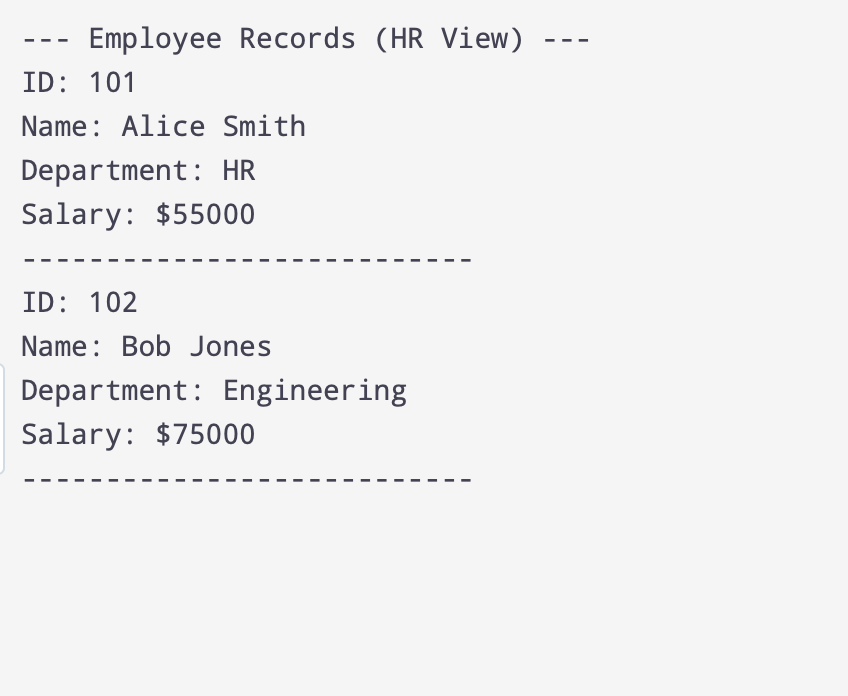 --- Employee Records (HR View) ---
ID: 101
Name: Alice Smith
Department: HR
Salary: $55000
---------------------------
ID: 102
Name: Bob Jones
Department: Engineering
Salary: $75000
---------------------------